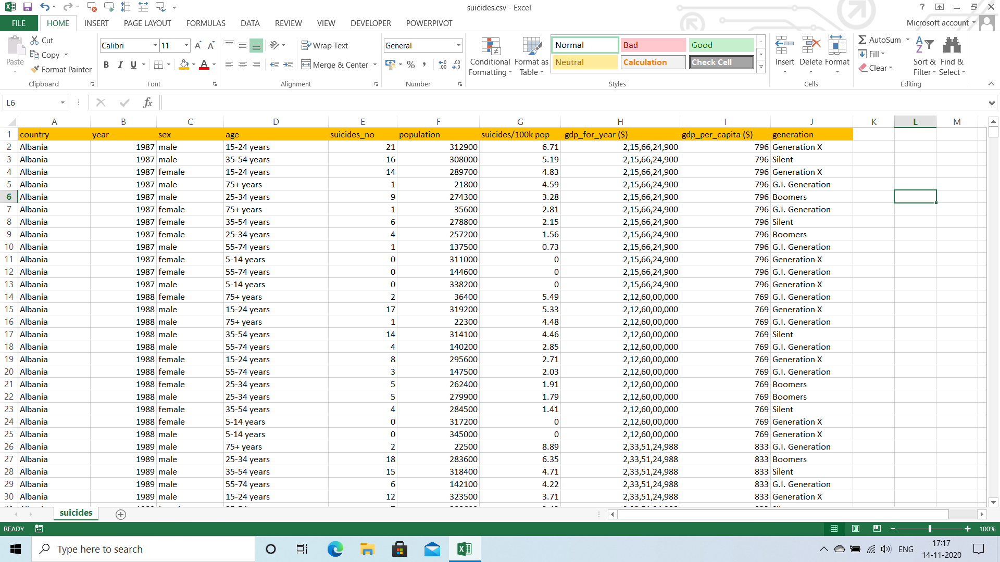 suicides.csv - Excel
FILE HOME INSERT PAGE LAYOUT FORMULAS DATA REVIEW VIEW DEVELOPER POWERPIVOT Microsoft account
Paste Cut Copy Format Painter
Clipboard
Calibri 11
B I U A
Font
Wrap Text
Merge & Center
Alignment
General
%
Number
Conditional Formatting
Format as Table
Normal Bad Good
Neutral Calculation Check Cell
Styles
Insert Delete Format
Cells
AutoSum
Fill
Clear
Sort & Filter
Find & Select
Editing
L6 fx
A B C D E F G H I J K L M
1 country year sex age suicides_no population suicides/100k pop gdp_for_year ($) gdp_per_capita ($) generation
2 Albania 1987 male 15-24 years 21 312900 6.71 2,15,66,24,900 796 Generation X
3 Albania 1987 male 35-54 years 16 308000 5.19 2,15,66,24,900 796 Silent
4 Albania 1987 female 15-24 years 14 289700 4.83 2,15,66,24,900 796 Generation X
5 Albania 1987 male 75+ years 1 21800 4.59 2,15,66,24,900 796 G.I. Generation
6 Albania 1987 male 25-34 years 9 274300 3.28 2,15,66,24,900 796 Boomers
7 Albania 1987 female 75+ years 1 35600 2.81 2,15,66,24,900 796 G.I. Generation
8 Albania 1987 female 35-54 years 6 278800 2.15 2,15,66,24,900 796 Silent
9 Albania 1987 female 25-34 years 4 257200 1.56 2,15,66,24,900 796 Boomers
10 Albania 1987 male 55-74 years 1 137500 0.73 2,15,66,24,900 796 G.I. Generation
11 Albania 1987 female 5-14 years 0 311000 0 2,15,66,24,900 796 Generation X
12 Albania 1987 female 55-74 years 0 144600 0 2,15,66,24,900 796 G.I. Generation
13 Albania 1987 male 5-14 years 0 338200 0 2,15,66,24,900 796 Generation X
14 Albania 1988 female 75+ years 2 36400 5.49 2,12,60,00,000 769 G.I. Generation
15 Albania 1988 male 15-24 years 17 319200 5.33 2,12,60,00,000 769 Generation X
16 Albania 1988 male 75+ years 1 22300 4.48 2,12,60,00,000 769 G.I. Generation
17 Albania 1988 male 35-54 years 14 314100 4.46 2,12,60,00,000 769 Silent
18 Albania 1988 male 55-74 years 4 140200 2.85 2,12,60,00,000 769 G.I. Generation
19 Albania 1988 female 15-24 years 8 295600 2.71 2,12,60,00,000 769 Generation X
20 Albania 1988 female 55-74 years 3 147500 2.03 2,12,60,00,000 769 G.I. Generation
21 Albania 1988 female 25-34 years 5 262400 1.91 2,12,60,00,000 769 Boomers
22 Albania 1988 male 25-34 years 5 279900 1.79 2,12,60,00,000 769 Boomers
23 Albania 1988 female 35-54 years 4 284500 1.41 2,12,60,00,000 769 Silent
24 Albania 1988 female 5-14 years 0 317200 0 2,12,60,00,000 769 Generation X
25 Albania 1988 male 5-14 years 0 345000 0 2,12,60,00,000 769 Generation X
26 Albania 1989 male 75+ years 2 22500 8.89 2,33,51,24,988 833 G.I. Generation
27 Albania 1989 male 25-34 years 18 283600 6.35 2,33,51,24,988 833 Boomers
28 Albania 1989 male 35-54 years 15 318400 4.71 2,33,51,24,988 833 Silent
29 Albania 1989 male 55-74 years 6 142100 4.22 2,33,51,24,988 833 G.I. Generation
30 Albania 1989 male 15-24 years 12 323500 3.71 2,33,51,24,988 833 Generation X
suicides
READY 100%
Type here to search ENG 17:17
14-11-2020